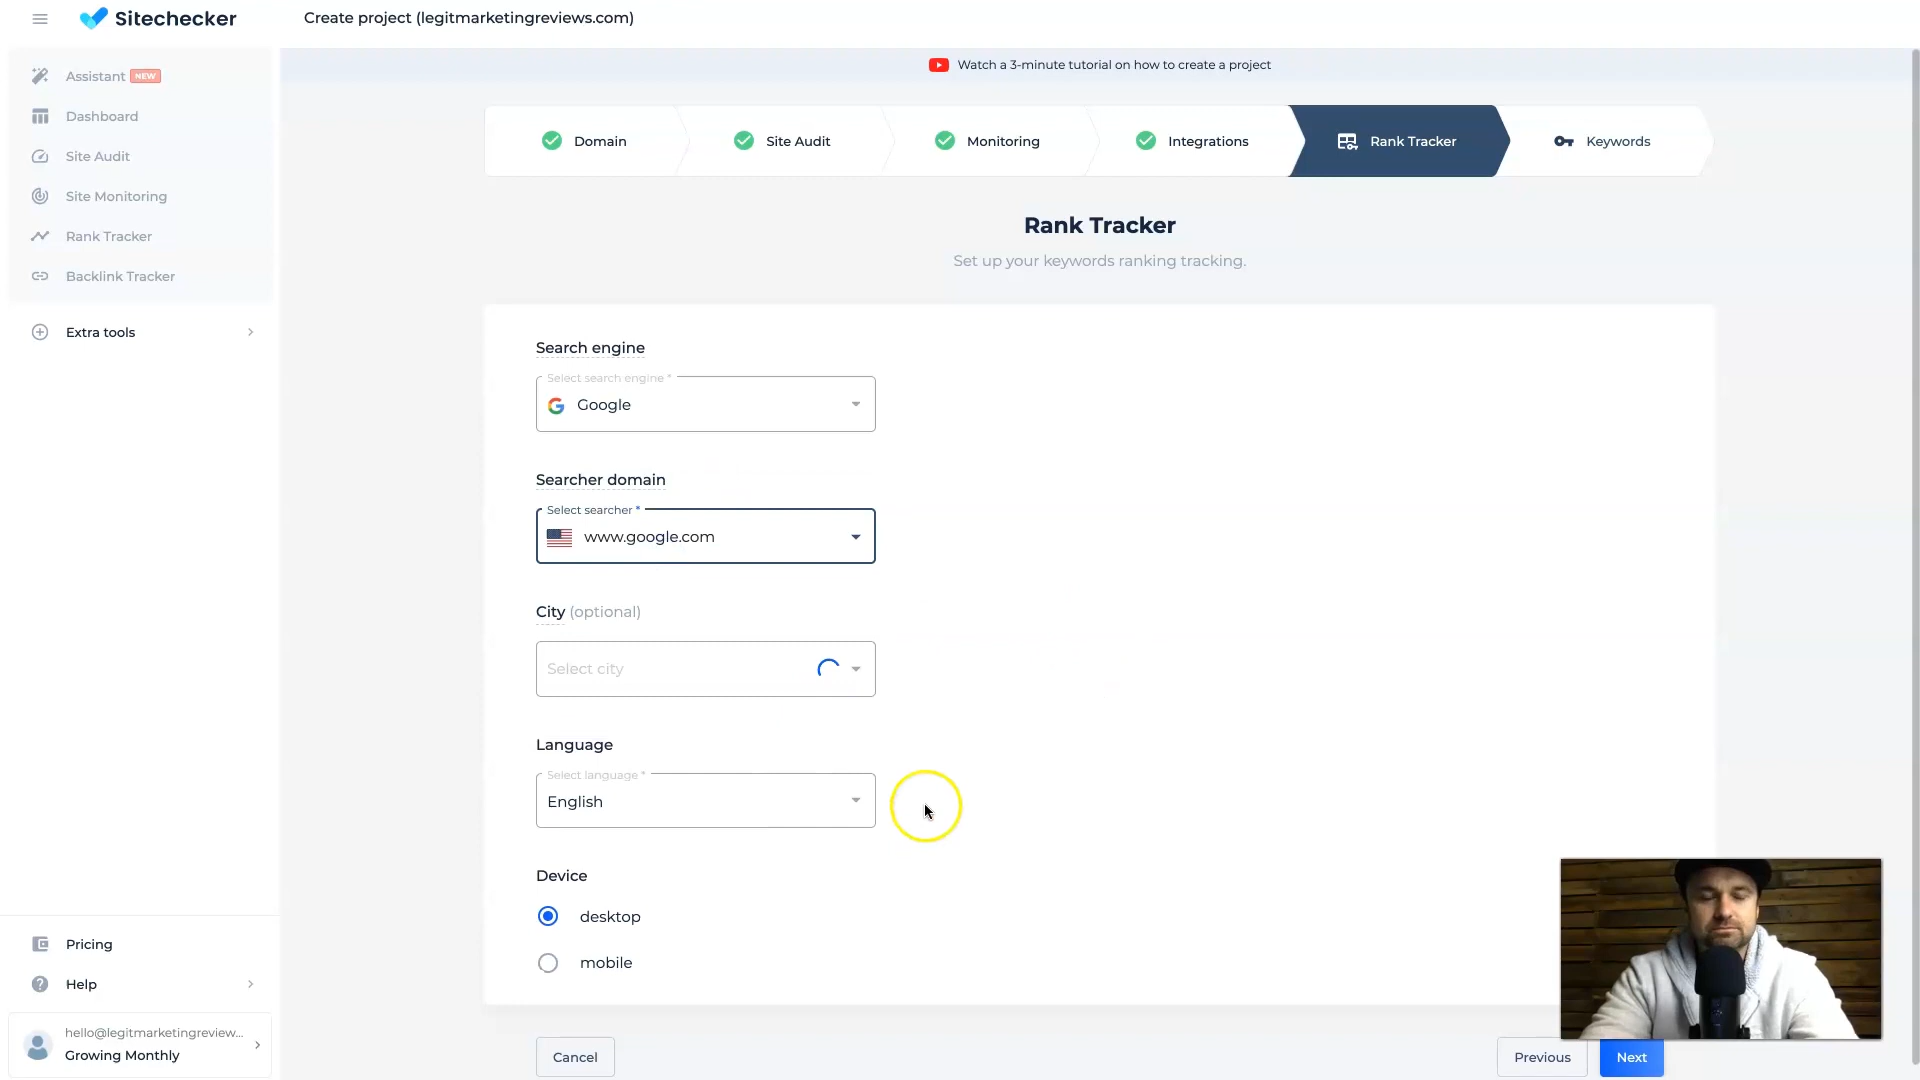 Sitechecker
Create project (legitmarketingreviews.com)
Assistant NEW
Dashboard
Site Audit
Site Monitoring
Rank Tracker
Backlink Tracker
Extra tools
Watch a 3-minute tutorial on how to create a project
Domain
Site Audit
Monitoring
Integrations
Rank Tracker
Keywords
Rank Tracker
Set up your keywords ranking tracking.
Search engine
Select search engine *
Google
Searcher domain
Select searcher *
www.google.com
City (optional)
Select city
Language
Select language *
English
Device
desktop
mobile
Pricing
Help
hello@legitmarketingreview...
Growing Monthly
Cancel
Previous
Next